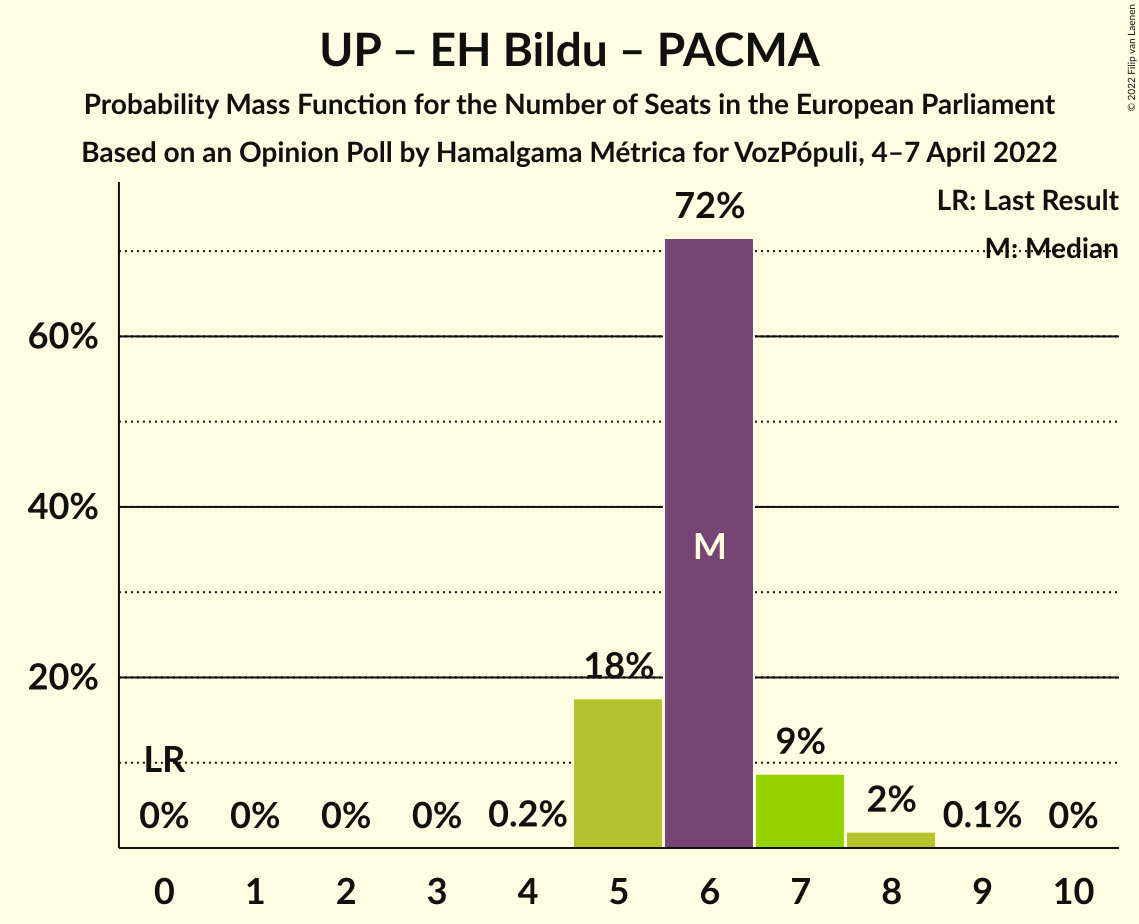 UP – EH Bildu – PACMA
Probability Mass Function for the Number of Seats in the European Parliament
Based on an Opinion Poll by Hamalgama Métrica for VozPópuli, 4–7 April 2022
© 2022 Filip van Laenen
LR: Last Result
M: Median
72%
60%
40%
M
20%
18%
9%
LR
2%
0% 0% 0% 0% 0.2% 0.1% 0%
0 1 2 3 4 5 6 7 8 9 10